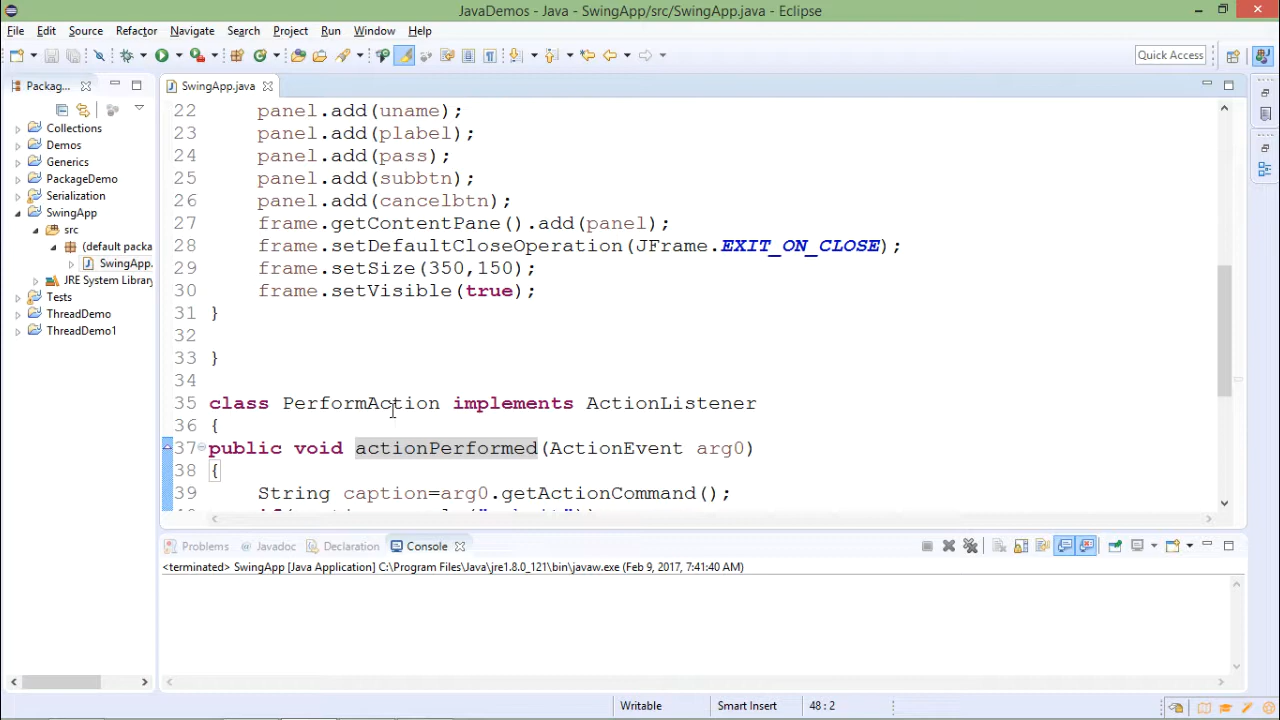 JavaDemos - Java - SwingApp/src/SwingApp.java - Eclipse
File Edit Source Refactor Navigate Search Project Run Window Help
Quick Access
Packag...
SwingApp.java
Collections
Demos
Generics
PackageDemo
Serialization
SwingApp
src
(default packa
SwingApp.
JRE System Library
Tests
ThreadDemo
ThreadDemo1
22 panel.add(uname);
23 panel.add(plabel);
24 panel.add(pass);
25 panel.add(subbtn);
26 panel.add(cancelbtn);
27 frame.getContentPane().add(panel);
28 frame.setDefaultCloseOperation(JFrame.EXIT_ON_CLOSE);
29 frame.setSize(350,150);
30 frame.setVisible(true);
31 }
32
33 }
34
35 class PerformAction implements ActionListener
36 {
37 public void actionPerformed(ActionEvent arg0)
38 {
39 String caption=arg0.getActionCommand();
Problems Javadoc Declaration Console
<terminated> SwingApp [Java Application] C:\Program Files\Java\jre1.8.0_121\bin\javaw.exe (Feb 9, 2017, 7:41:40 AM)
Writable Smart Insert 48 : 2